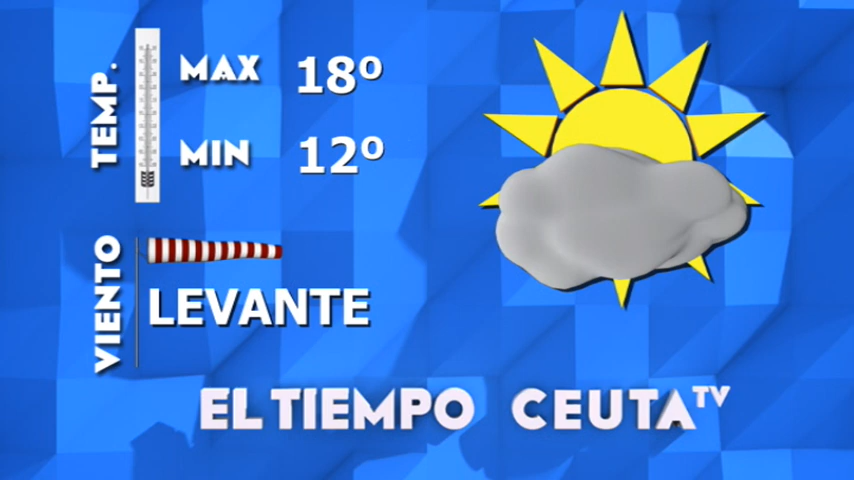 TEMP.
MAX 18º
MIN 12º
VIENTO
LEVANTE
EL TIEMPO CEUTA TV